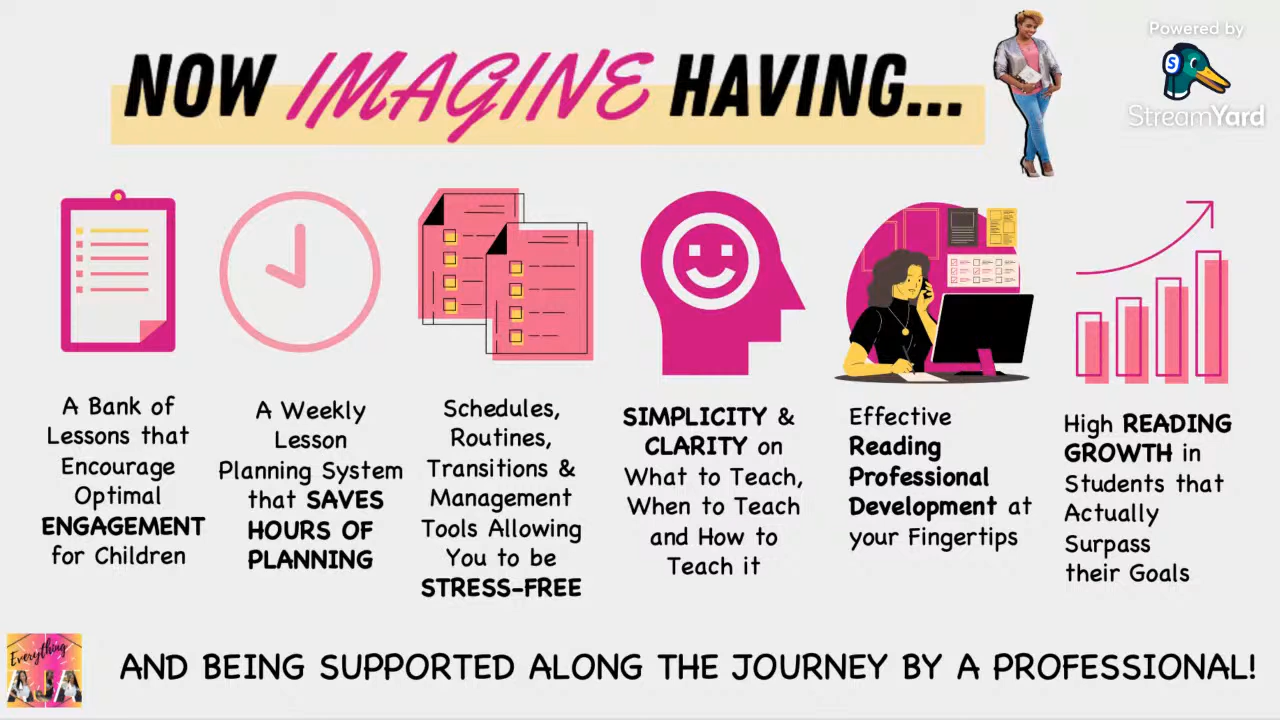 NOW IMAGINE HAVING...
Powered by
StreamYard
A Bank of
Lessons that
Encourage
Optimal
ENGAGEMENT
for Children
A Weekly
Lesson
Planning System
that SAVES
HOURS OF
PLANNING
Schedules,
Routines,
Transitions &
Management
Tools Allowing
You to be
STRESS-FREE
SIMPLICITY &
CLARITY on
What to Teach,
When to Teach
and How to
Teach it
Effective
Reading
Professional
Development at
your Fingertips
High READING
GROWTH in
Students that
Actually
Surpass
their Goals
Everything
AND BEING SUPPORTED ALONG THE JOURNEY BY A PROFESSIONAL!